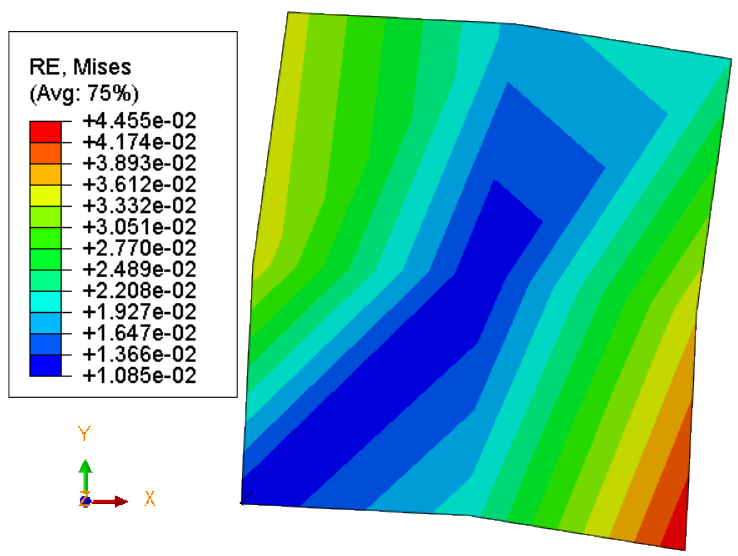 RE, Mises
(Avg: 75%)
+4.455e-02
+4.174e-02
+3.893e-02
+3.612e-02
+3.332e-02
+3.051e-02
+2.770e-02
+2.489e-02
+2.208e-02
+1.927e-02
+1.647e-02
+1.366e-02
+1.085e-02
Y
Z X